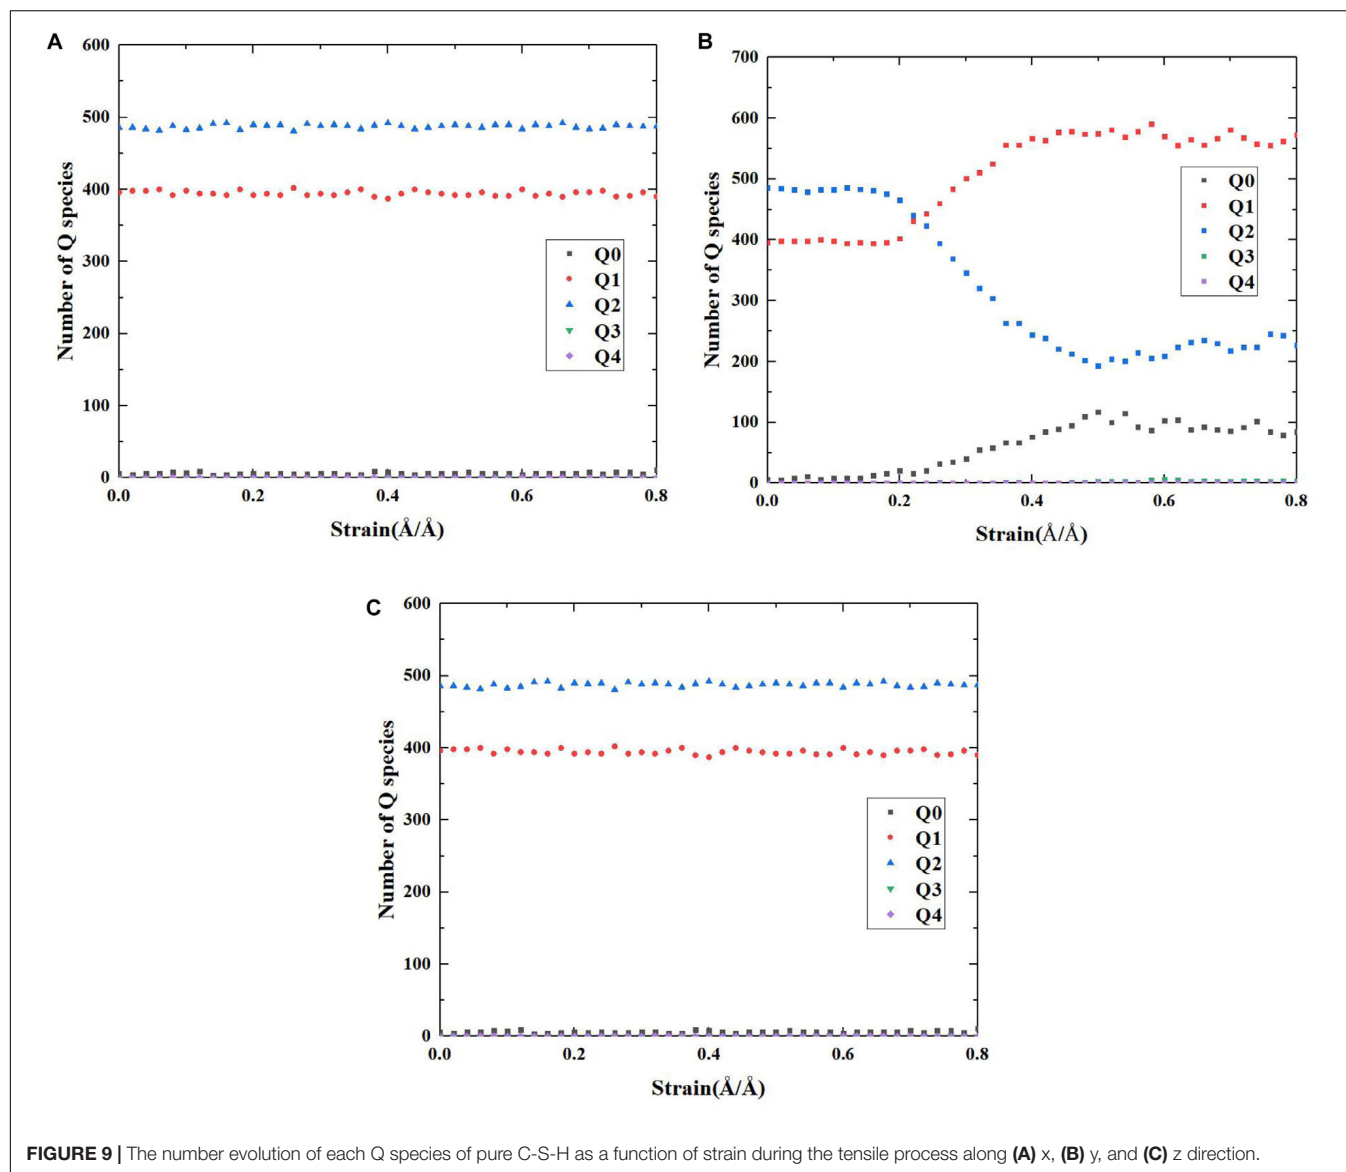 A
600
500
400
300
200
100
0
Number of Q species
Q0
Q1
Q2
Q3
Q4
0.0 0.2 0.4 0.6 0.8
Strain(Å/Å)
B
700
600
500
400
300
200
100
0
Number of Q species
Q0
Q1
Q2
Q3
Q4
0.0 0.2 0.4 0.6 0.8
Strain(Å/Å)
C
600
500
400
300
200
100
0
Number of Q species
Q0
Q1
Q2
Q3
Q4
0.0 0.2 0.4 0.6 0.8
Strain(Å/Å)
FIGURE 9 | The number evolution of each Q species of pure C-S-H as a function of strain during the tensile process along (A) x, (B) y, and (C) z direction.